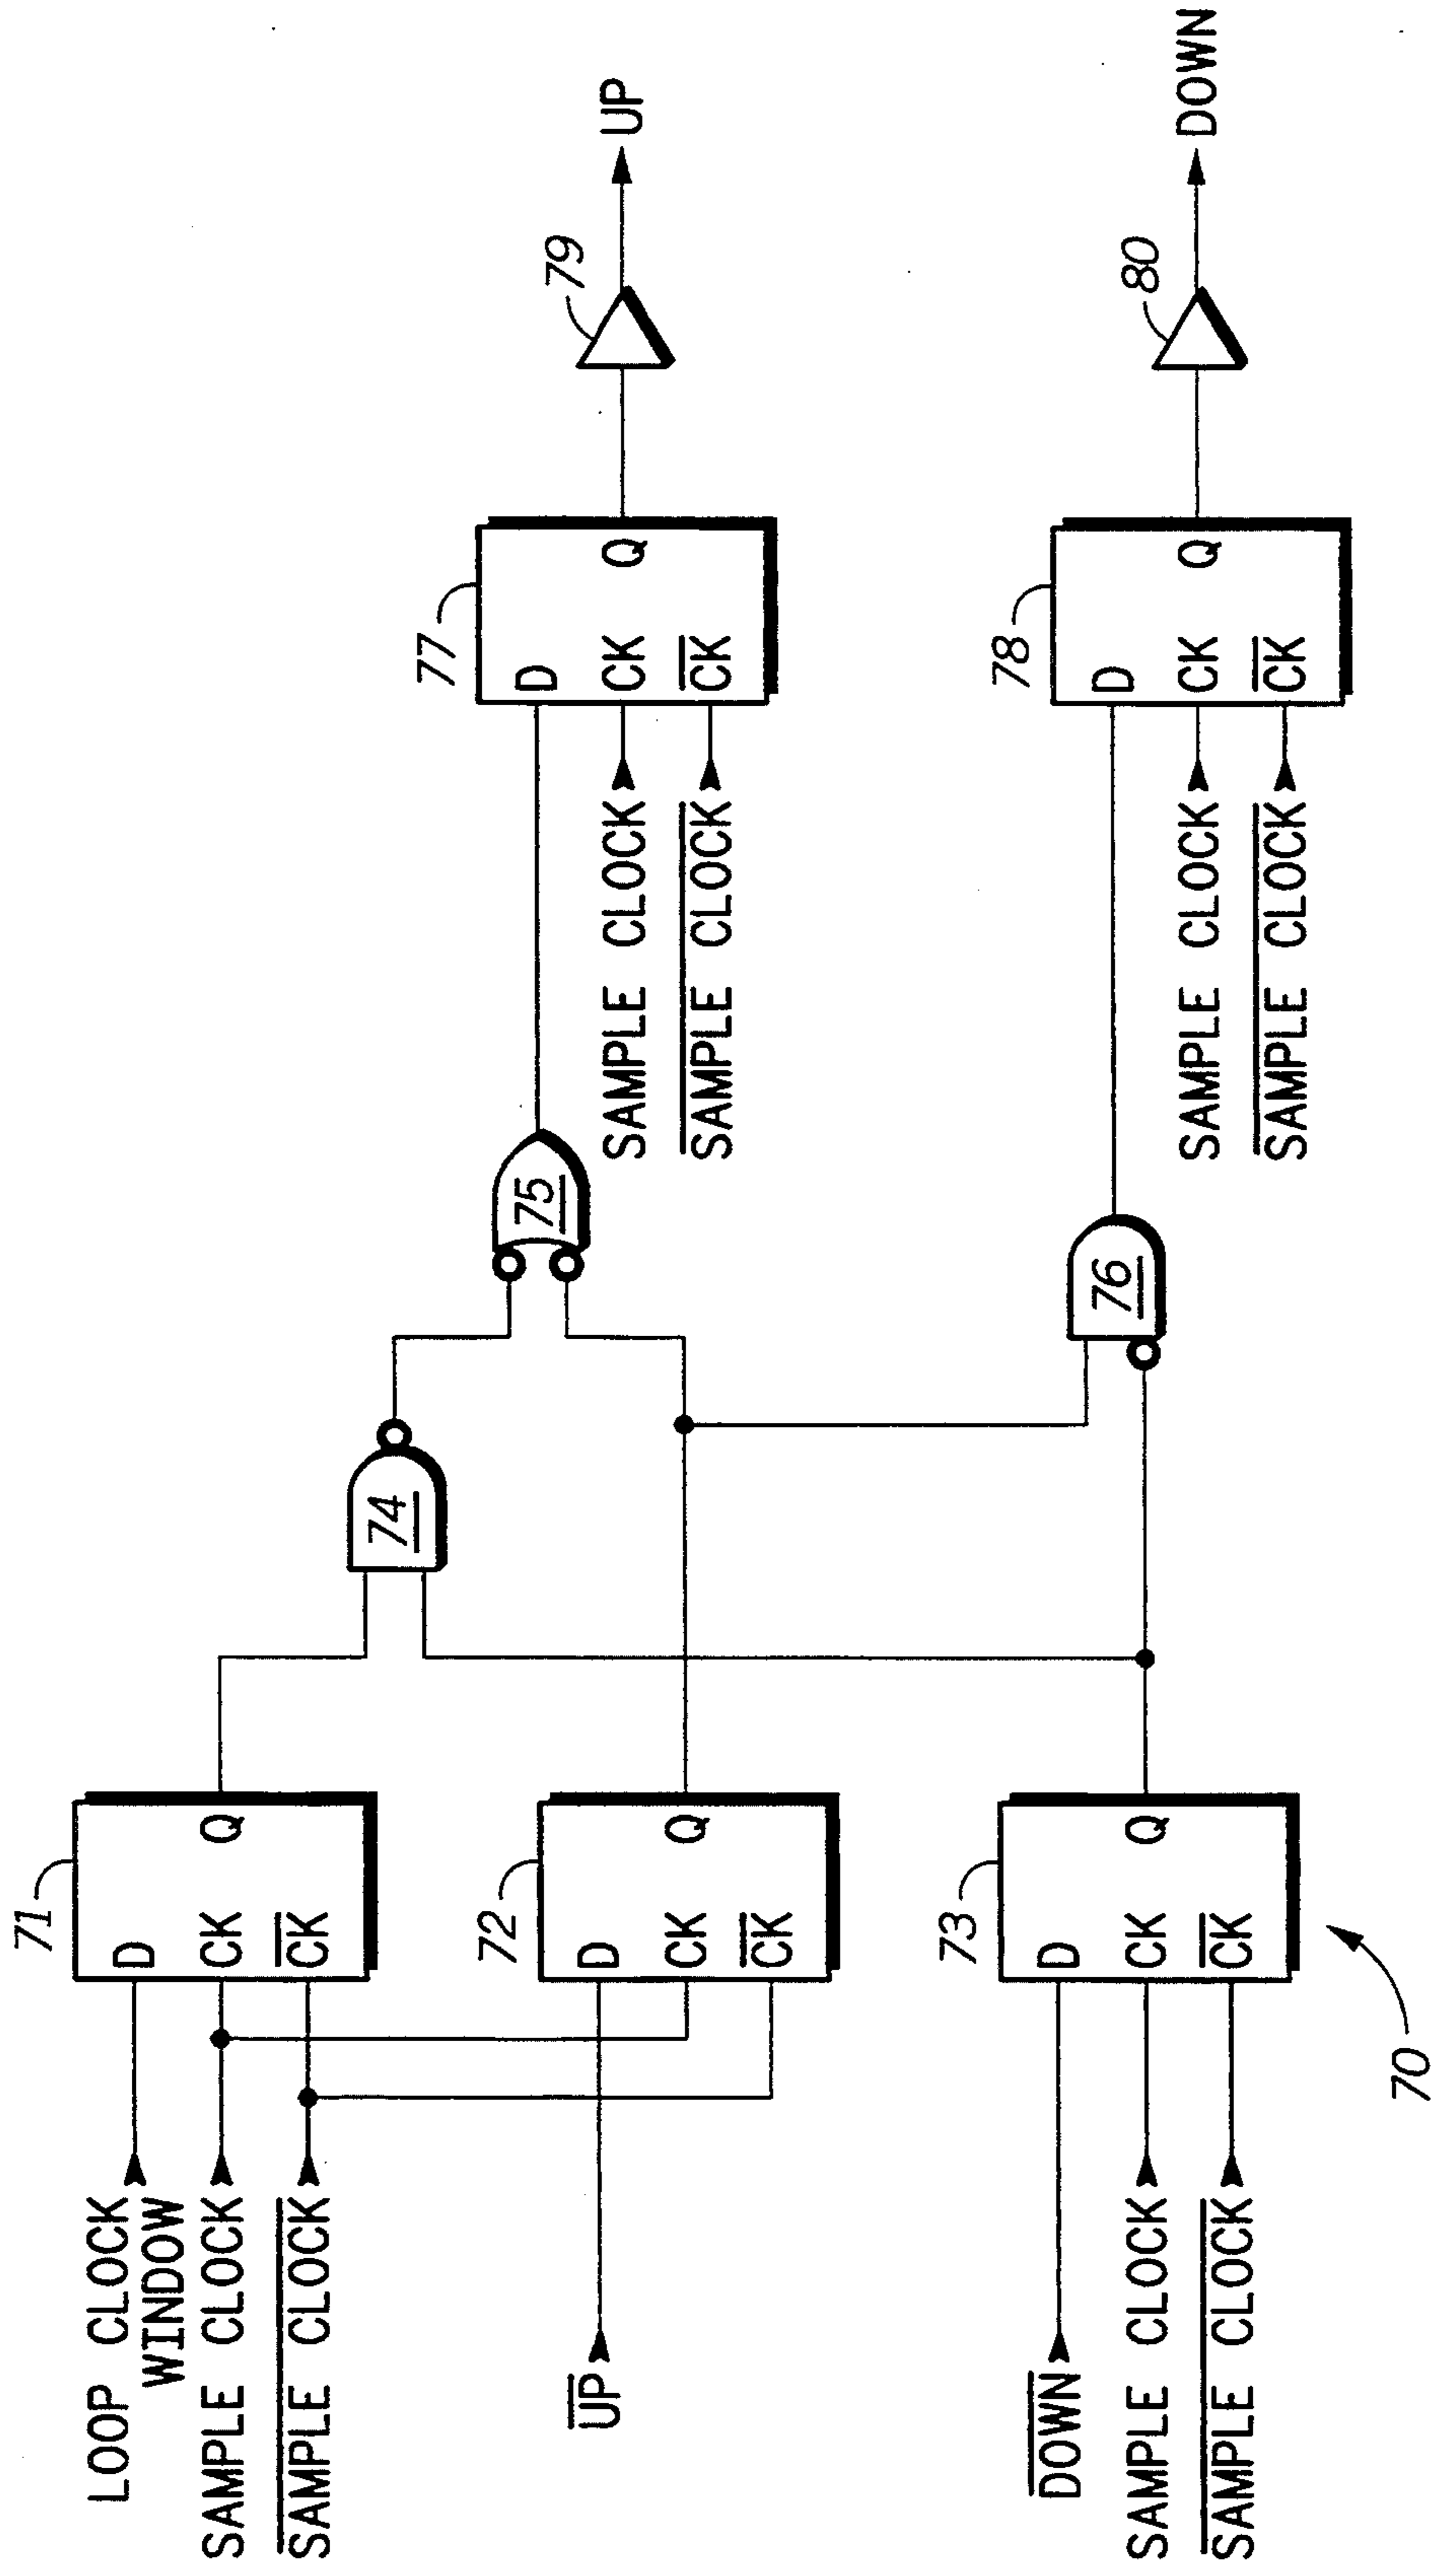 LOOP CLOCK
WINDOW
SAMPLE CLOCK
SAMPLE CLOCK
71
D
CK
CK
Q
UP
72
D
CK
CK
Q
DOWN
SAMPLE CLOCK
SAMPLE CLOCK
73
D
CK
CK
Q
70
74
75
76
SAMPLE CLOCK
SAMPLE CLOCK
77
D
CK
CK
Q
79
UP
SAMPLE CLOCK
SAMPLE CLOCK
78
D
CK
CK
Q
80
DOWN